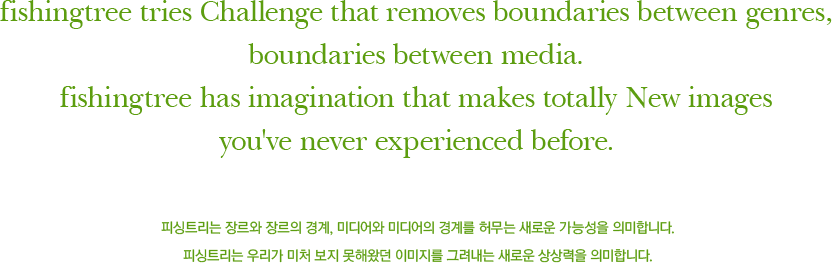 fishingtree tries Challenge that removes boundaries between genres,
boundaries between media.
fishingtree has imagination that makes totally New images
you've never experienced before.
피싱트리는 장르와 장르의 경계, 미디어와 미디어의 경계를 허무는 새로운 가능성을 의미합니다.
피싱트리는 우리가 미처 보지 못해왔던 이미지를 그려내는 새로운 상상력을 의미합니다.